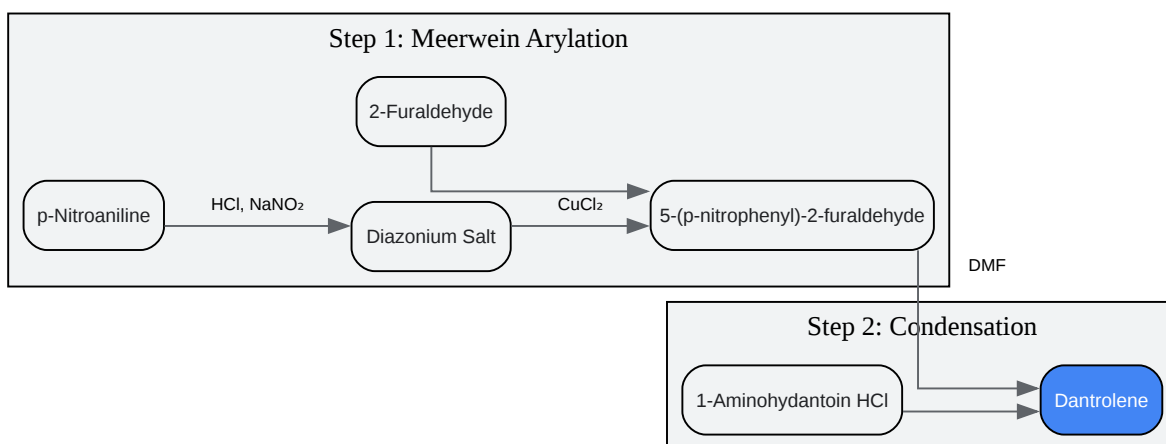 Step 1: Meerwein Arylation
2-Furaldehyde
p-Nitroaniline
HCl, NaNO₂
Diazonium Salt
CuCl₂
5-(p-nitrophenyl)-2-furaldehyde
DMF
Step 2: Condensation
1-Aminohydantoin HCl
Dantrolene